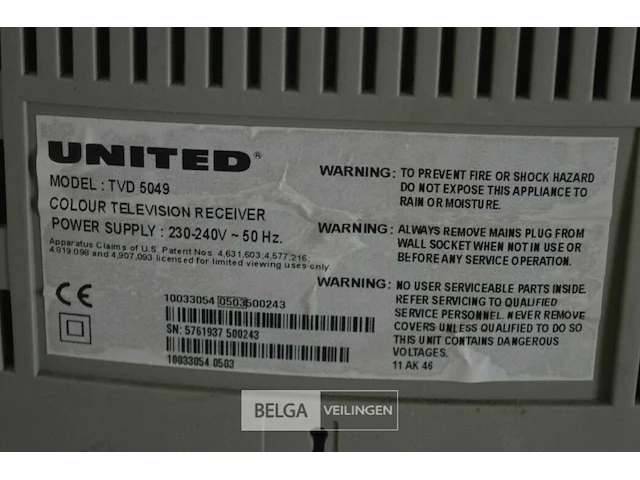 UNITED®
MODEL : TVD 5049
COLOUR TELEVISION RECEIVER
POWER SUPPLY : 230-240V ~ 50 Hz.
Apparatus Claims of U.S. Patent Nos. 4,631,603;4,577,216;
4,819,098 and 4,907,093 licensed for limited viewing uses only.
CE
10033054 0503 500243
SN: 5761937 500243
10033054 0503
WARNING: TO PREVENT FIRE OR SHOCK HAZARD
DO NOT EXPOSE THIS APPLIANCE TO
RAIN OR MOISTURE.
WARNING: ALWAYS REMOVE MAINS PLUG FROM
WALL SOCKET WHEN NOT IN USE OR
BEFORE ANY SERVICE OPERATION.
WARNING: NO USER SERVICEABLE PARTS INSIDE.
REFER SERVICING TO QUALIFIED
SERVICE PERSONNEL. NEVER REMOVE
COVERS UNLESS QUALIFIED TO DO SO
THIS UNIT CONTAINS DANGEROUS
VOLTAGES.
11 AK 46
BELGA VEILINGEN